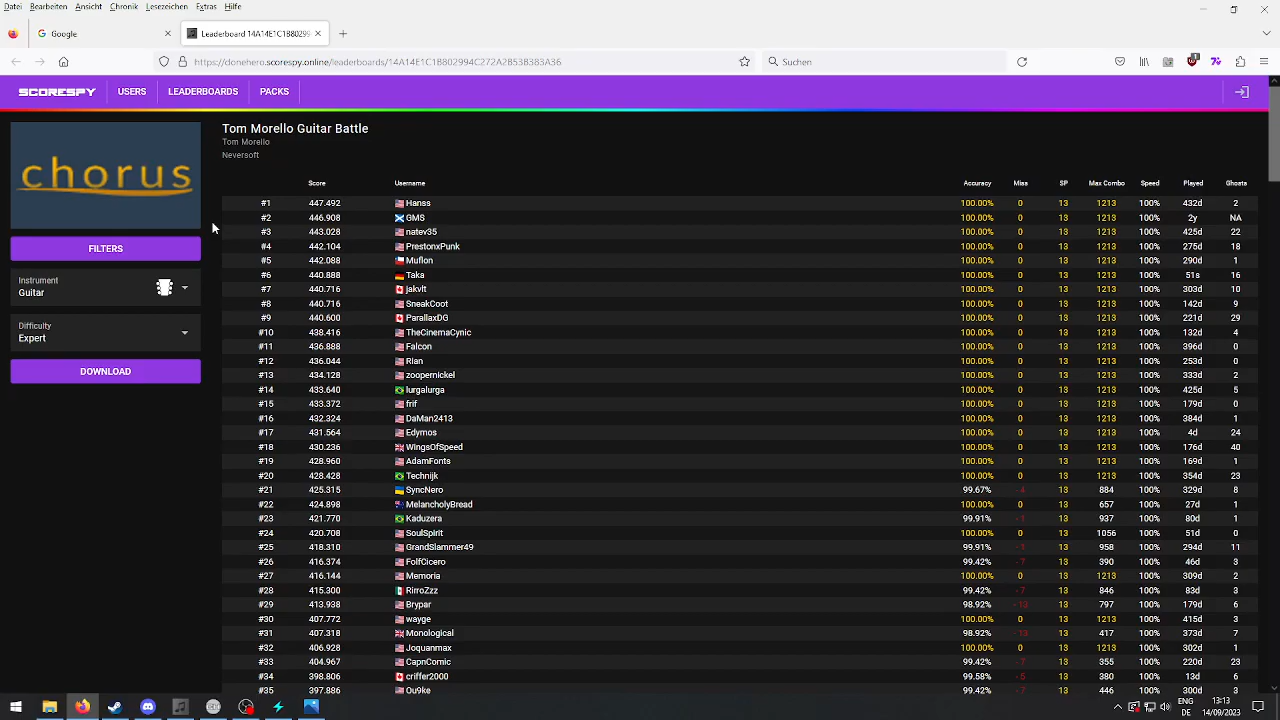 Datei Bearbeiten Ansicht Chronik Lesezeichen Extras Hilfe
Google
Leaderboard 14A14E1C1B80299
https://donehero.scorespy.online/leaderboards/14A14E1C1B802994C272A2B53B383A36
Suchen
SCORESPY USERS LEADERBOARDS PACKS
chorus
FILTERS
Instrument
Guitar
Difficulty
Expert
DOWNLOAD
Tom Morello Guitar Battle
Tom Morello
Neversoft
Score Username Accuracy Miss SP Max Combo Speed Played Ghosts
#1 447.492 Hanss 100.00% 0 13 1213 100% 432d 2
#2 446.908 GMS 100.00% 0 13 1213 100% 2y NA
#3 443.028 natev35 100.00% 0 13 1213 100% 425d 22
#4 442.104 PrestonxPunk 100.00% 0 13 1213 100% 275d 18
#5 442.088 Muflon 100.00% 0 13 1213 100% 290d 1
#6 440.888 Taka 100.00% 0 13 1213 100% 51s 16
#7 440.716 jakvlt 100.00% 0 13 1213 100% 303d 10
#8 440.716 SneakCoot 100.00% 0 13 1213 100% 142d 9
#9 440.600 ParallaxDG 100.00% 0 13 1213 100% 221d 29
#10 438.416 TheCinemaCynic 100.00% 0 13 1213 100% 132d 4
#11 436.888 Falcon 100.00% 0 13 1213 100% 396d 0
#12 436.044 Rian 100.00% 0 13 1213 100% 253d 0
#13 434.128 zoopernickel 100.00% 0 13 1213 100% 333d 2
#14 433.640 lurgalurga 100.00% 0 13 1213 100% 425d 5
#15 433.372 frif 100.00% 0 13 1213 100% 179d 0
#16 432.324 DaMan2413 100.00% 0 13 1213 100% 384d 1
#17 431.564 Edymos 100.00% 0 13 1213 100% 4d 24
#18 430.236 WingsOfSpeed 100.00% 0 13 1213 100% 176d 40
#19 428.960 AdamFonts 100.00% 0 13 1213 100% 169d 1
#20 428.428 Technijk 100.00% 0 13 1213 100% 354d 23
#21 425.315 SyncNero 99.67% -4 13 884 100% 329d 8
#22 424.898 MelancholyBread 100.00% 0 13 657 100% 27d 1
#23 421.770 Kaduzera 99.91% -1 13 937 100% 80d 1
#24 420.708 SoulSpirit 100.00% 0 13 1056 100% 51d 0
#25 418.310 GrandSlammer49 99.91% -1 13 958 100% 294d 11
#26 416.374 FolfCicero 99.42% -7 13 390 100% 46d 3
#27 416.144 Memoria 100.00% 0 13 1213 100% 309d 2
#28 415.300 RirroZzz 99.42% -7 13 846 100% 83d 3
#29 413.938 Brypar 98.92% -13 13 797 100% 179d 6
#30 407.772 wayge 100.00% 0 13 1213 100% 415d 3
#31 407.318 Monological 98.92% -13 13 417 100% 373d 7
#32 406.928 Joquanmax 100.00% 0 13 1213 100% 302d 1
#33 404.967 CapnComic 99.42% -7 13 355 100% 220d 23
#34 398.806 criffer2000 99.58% -5 13 380 100% 13d 6
#35 397.886 Ou9ke 99.42% -7 13 446 100% 300d 3
ENG 13:13
DE 14/09/2023